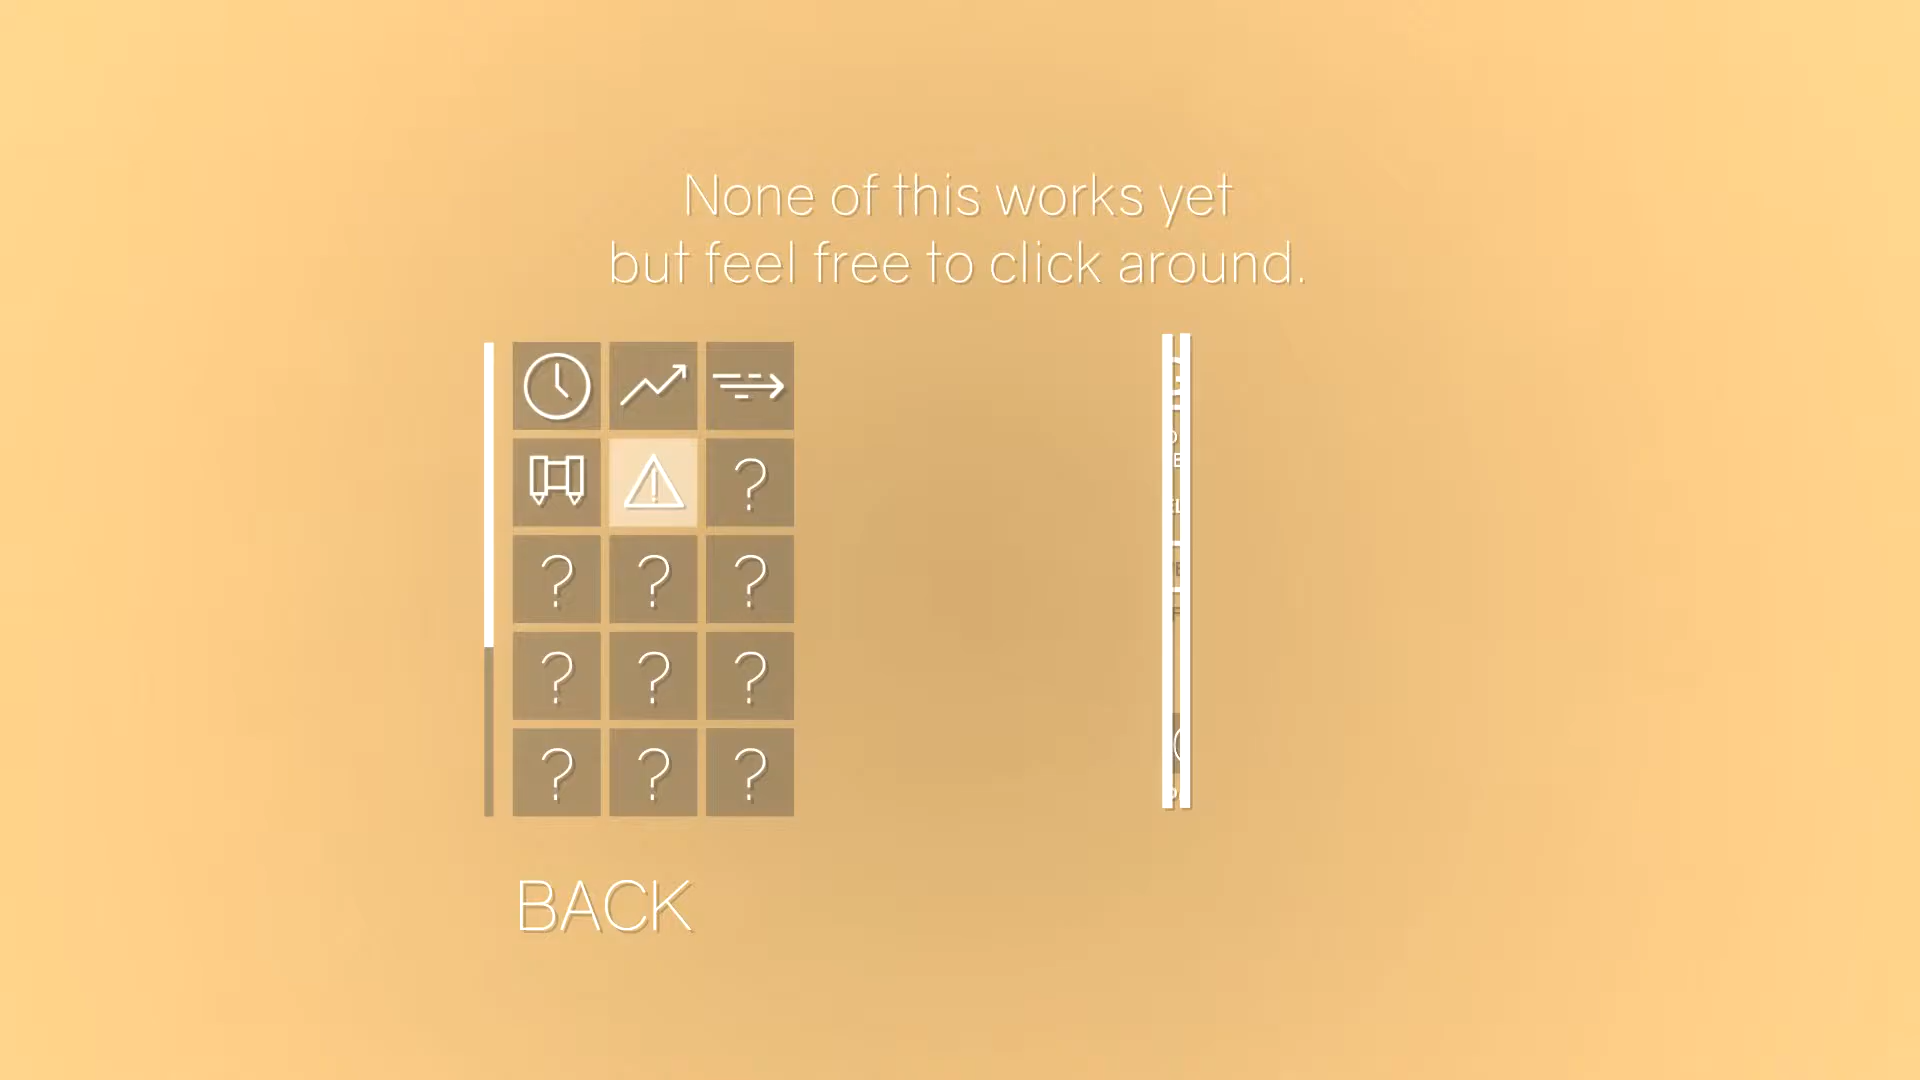 None of this works yet
but feel free to click around.
?
? ? ?
? ? ?
? ? ?
BACK